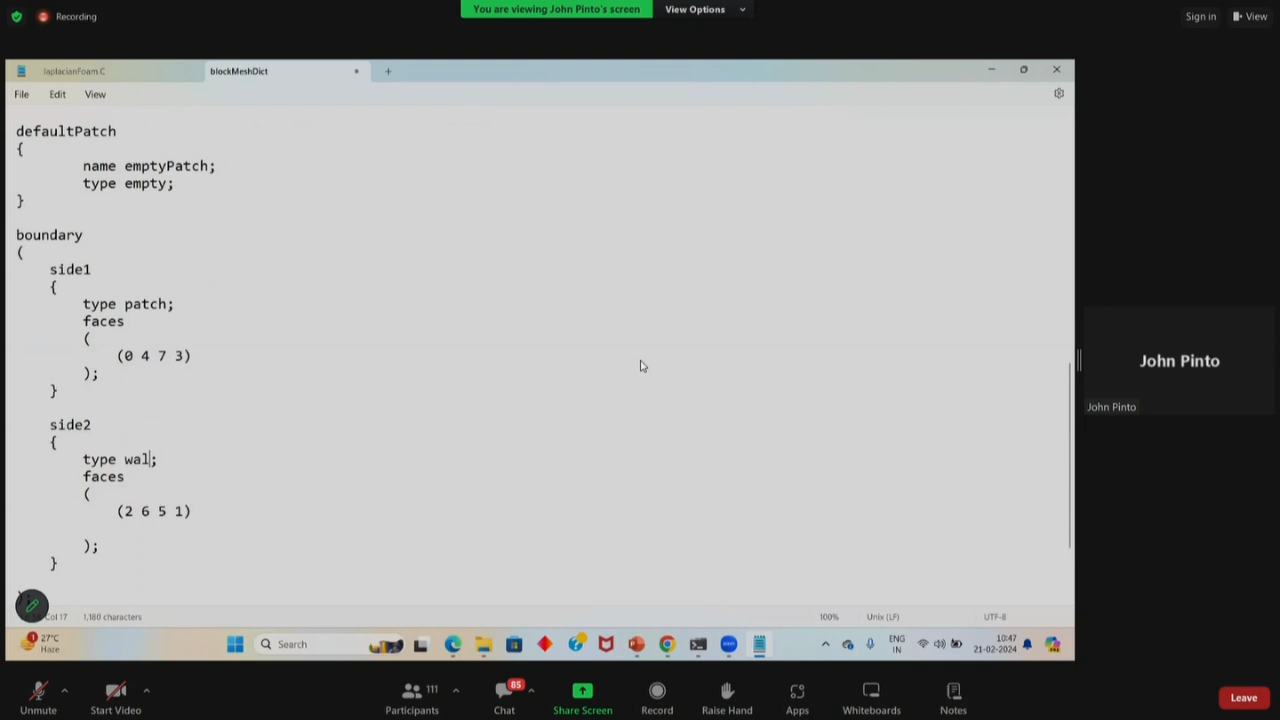 Recording
You are viewing John Pinto's screen
View Options
Sign in
View
laplacianFoam.C
blockMeshDict
File
Edit
View
defaultPatch
{
name emptyPatch;
type empty;
}
boundary
(
side1
{
type patch;
faces
(
(0 4 7 3)
);
}
side2
{
type wal;
faces
(
(2 6 5 1)
);
}
Col 17
1,180 characters
100%
Unix (LF)
UTF-8
John Pinto
John Pinto
1
27°C
Haze
Search
ENG
IN
10:47
21-02-2024
Unmute
Start Video
111
Participants
85
Chat
Share Screen
Record
Raise Hand
Apps
Whiteboards
Notes
Leave